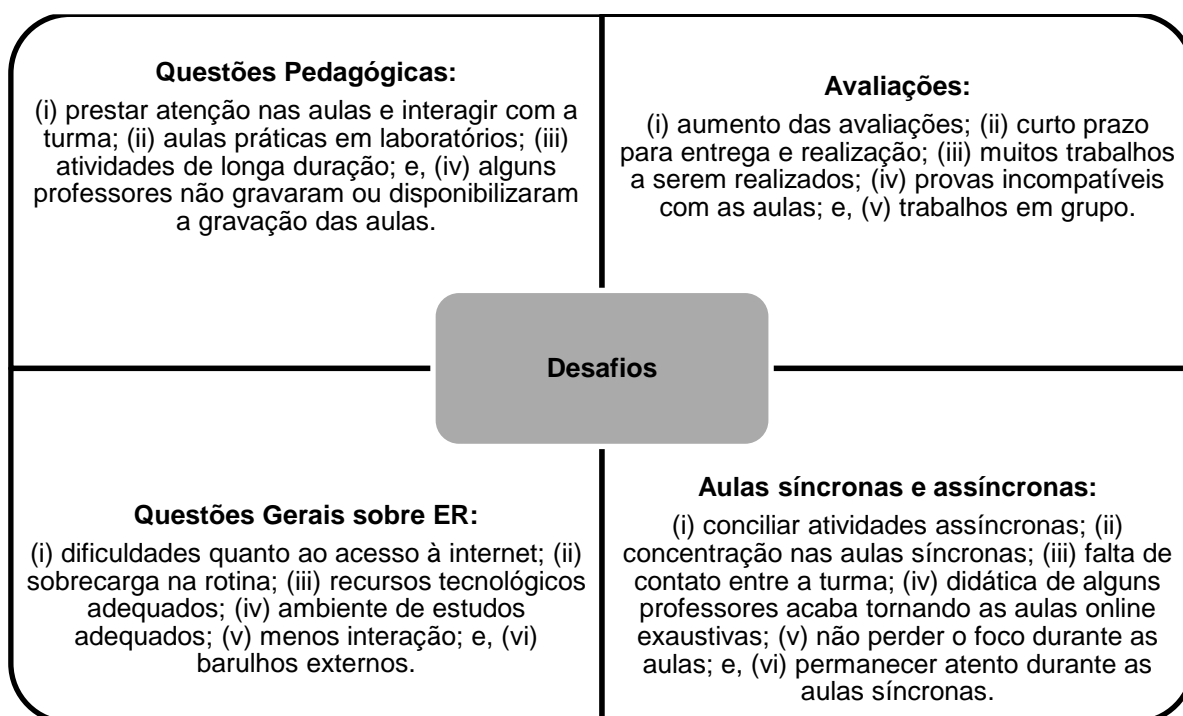 Questões Pedagógicas:
(i) prestar atenção nas aulas e interagir com a
turma; (ii) aulas práticas em laboratórios; (iii)
atividades de longa duração; e, (iv) alguns
professores não gravaram ou disponibilizaram
a gravação das aulas.
Avaliações:
(i) aumento das avaliações; (ii) curto prazo
para entrega e realização; (iii) muitos trabalhos
a serem realizados; (iv) provas incompatíveis
com as aulas; e, (v) trabalhos em grupo.
Desafios
Questões Gerais sobre ER:
(i) dificuldades quanto ao acesso à internet; (ii)
sobrecarga na rotina; (iii) recursos tecnológicos
adequados; (iv) ambiente de estudos
adequados; (v) menos interação; e, (vi)
barulhos externos.
Aulas síncronas e assíncronas:
(i) conciliar atividades assíncronas; (ii)
concentração nas aulas síncronas; (iii) falta de
contato entre a turma; (iv) didática de alguns
professores acaba tornando as aulas online
exaustivas; (v) não perder o foco durante as
aulas; e, (vi) permanecer atento durante as
aulas síncronas.